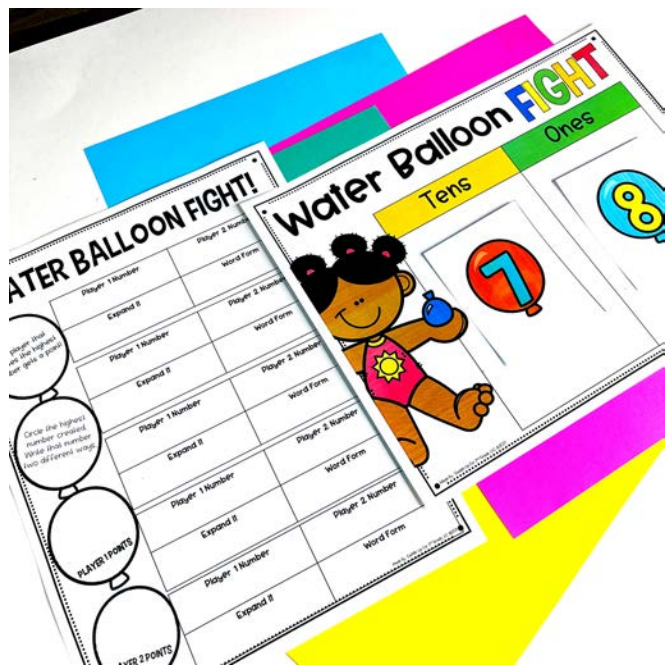 Water Balloon FIGHT
Tens
Ones
7
8
ATER BALLOON FIGHT!
Player 1 Number
Player 2 Number
Expand It
Word Form
Player 1 Number
Player 2 Number
Expand It
Word Form
Player 1 Number
Player 2 Number
Expand It
Word Form
Player 1 Number
Player 2 Number
Expand It
Word Form
Player 1 Number
Player 2 Number
Expand It
Word Form
player that
the highest
gets a point
Circle the highest
number created.
Write that number
two different ways.
PLAYER 1 POINTS
PLAYER 2 POINTS